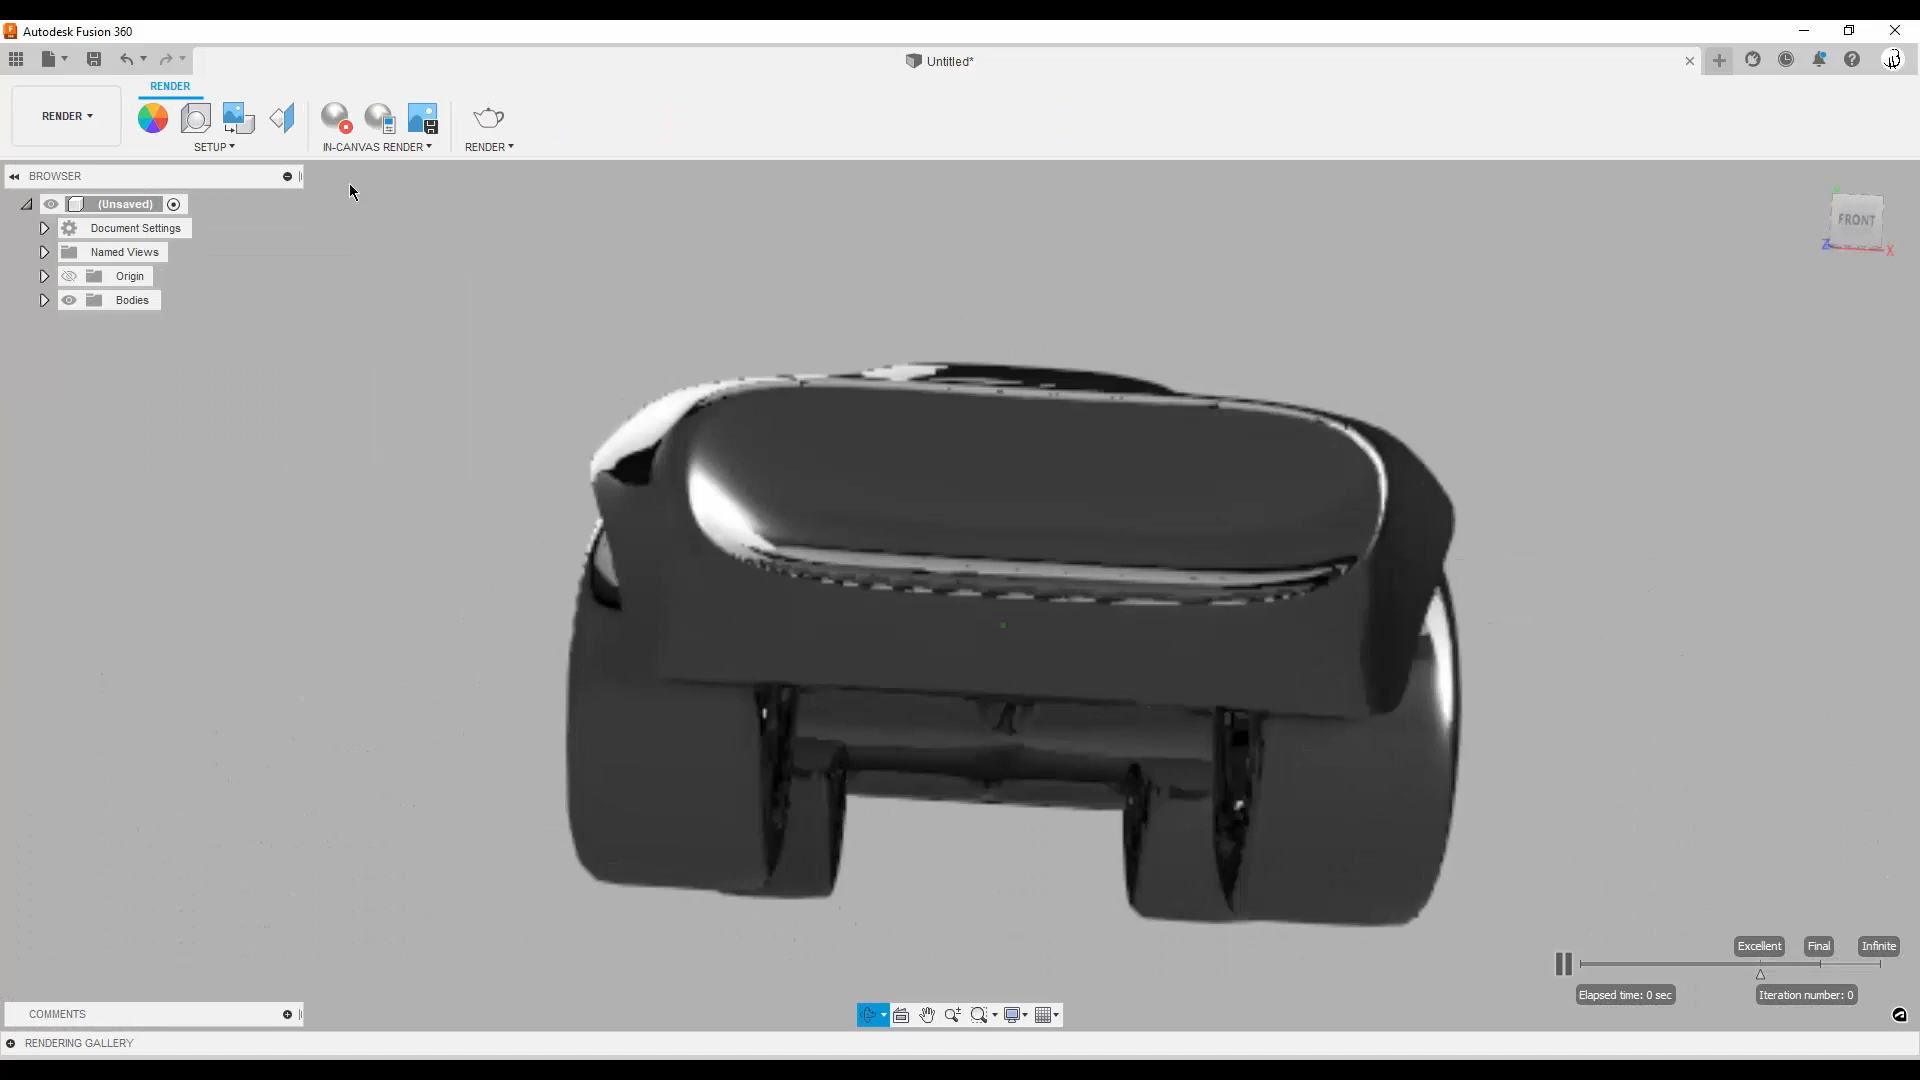 Autodesk Fusion 360
Untitled*
RENDER
RENDER
SETUP
IN-CANVAS RENDER
RENDER
BROWSER
(Unsaved)
Document Settings
Named Views
Origin
Bodies
FRONT
Z
X
Excellent
Final
Infinite
Elapsed time: 0 sec
Iteration number: 0
COMMENTS
RENDERING GALLERY